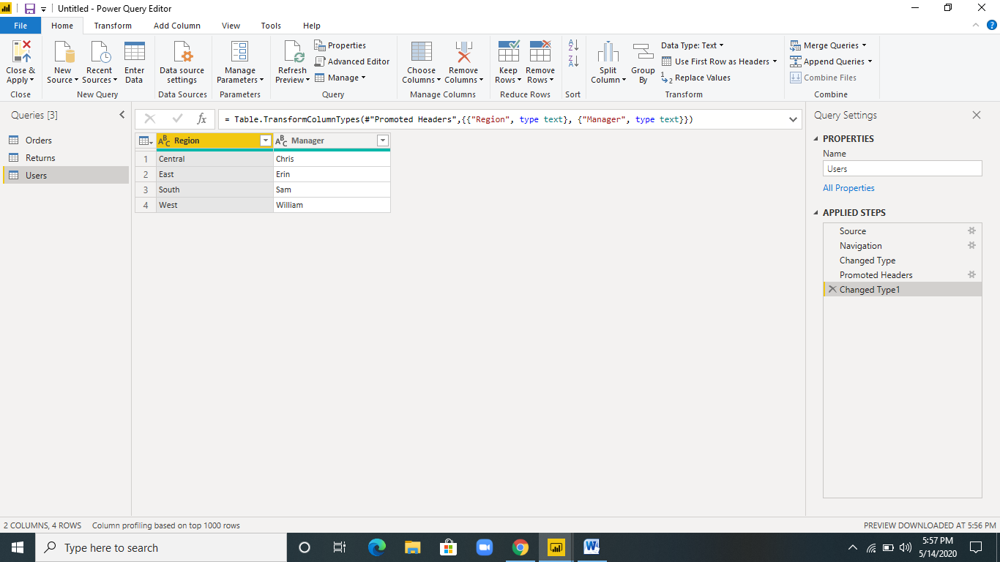 Untitled - Power Query Editor
File Home Transform Add Column View Tools Help
Close & Apply
New Source
Recent Sources
Enter Data
Data source settings
Manage Parameters
Refresh Preview
Properties
Advanced Editor
Manage
Choose Columns
Remove Columns
Keep Rows
Remove Rows
A
Z
Z
A
Split Column
Group By
Data Type: Text
Use First Row as Headers
1 2 Replace Values
Merge Queries
Append Queries
Combine Files
Close New Query Data Sources Parameters Query Manage Columns Reduce Rows Sort Transform Combine
Queries [3]
Orders
Returns
Users
fx = Table.TransformColumnTypes(#"Promoted Headers",{{"Region", type text}, {"Manager", type text}})
ABC Region ABC Manager
1 Central Chris
2 East Erin
3 South Sam
4 West William
Query Settings
PROPERTIES
Name
Users
All Properties
APPLIED STEPS
Source
Navigation
Changed Type
Promoted Headers
Changed Type1
2 COLUMNS, 4 ROWS Column profiling based on top 1000 rows PREVIEW DOWNLOADED AT 5:56 PM
Type here to search
5:57 PM
5/14/2020